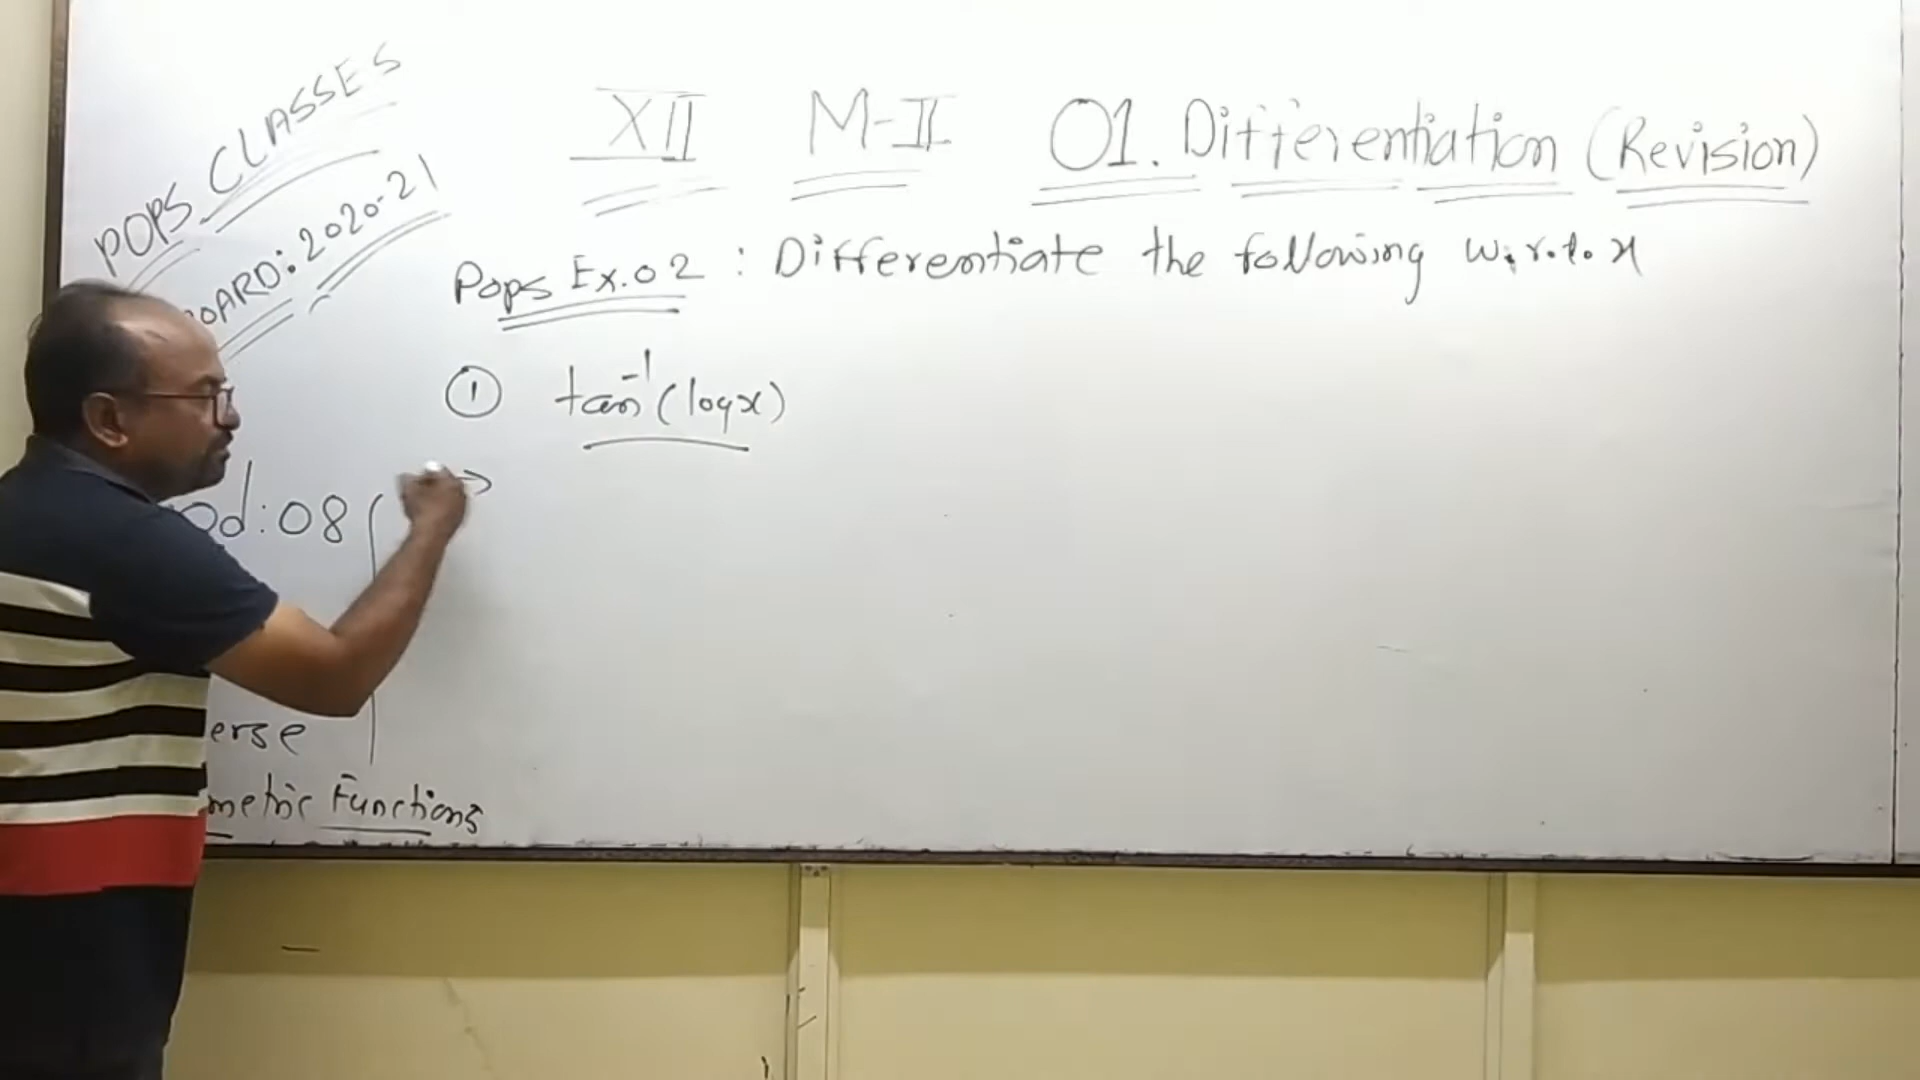 POPS CLASSES
BOARD: 2020-21
XII M-II 01. Differentiation (Revision)
Pops Ex. 02 : Differentiate the following w.r.t. x
① tan⁻¹(logx)
→
od:08
erse
metric Functions